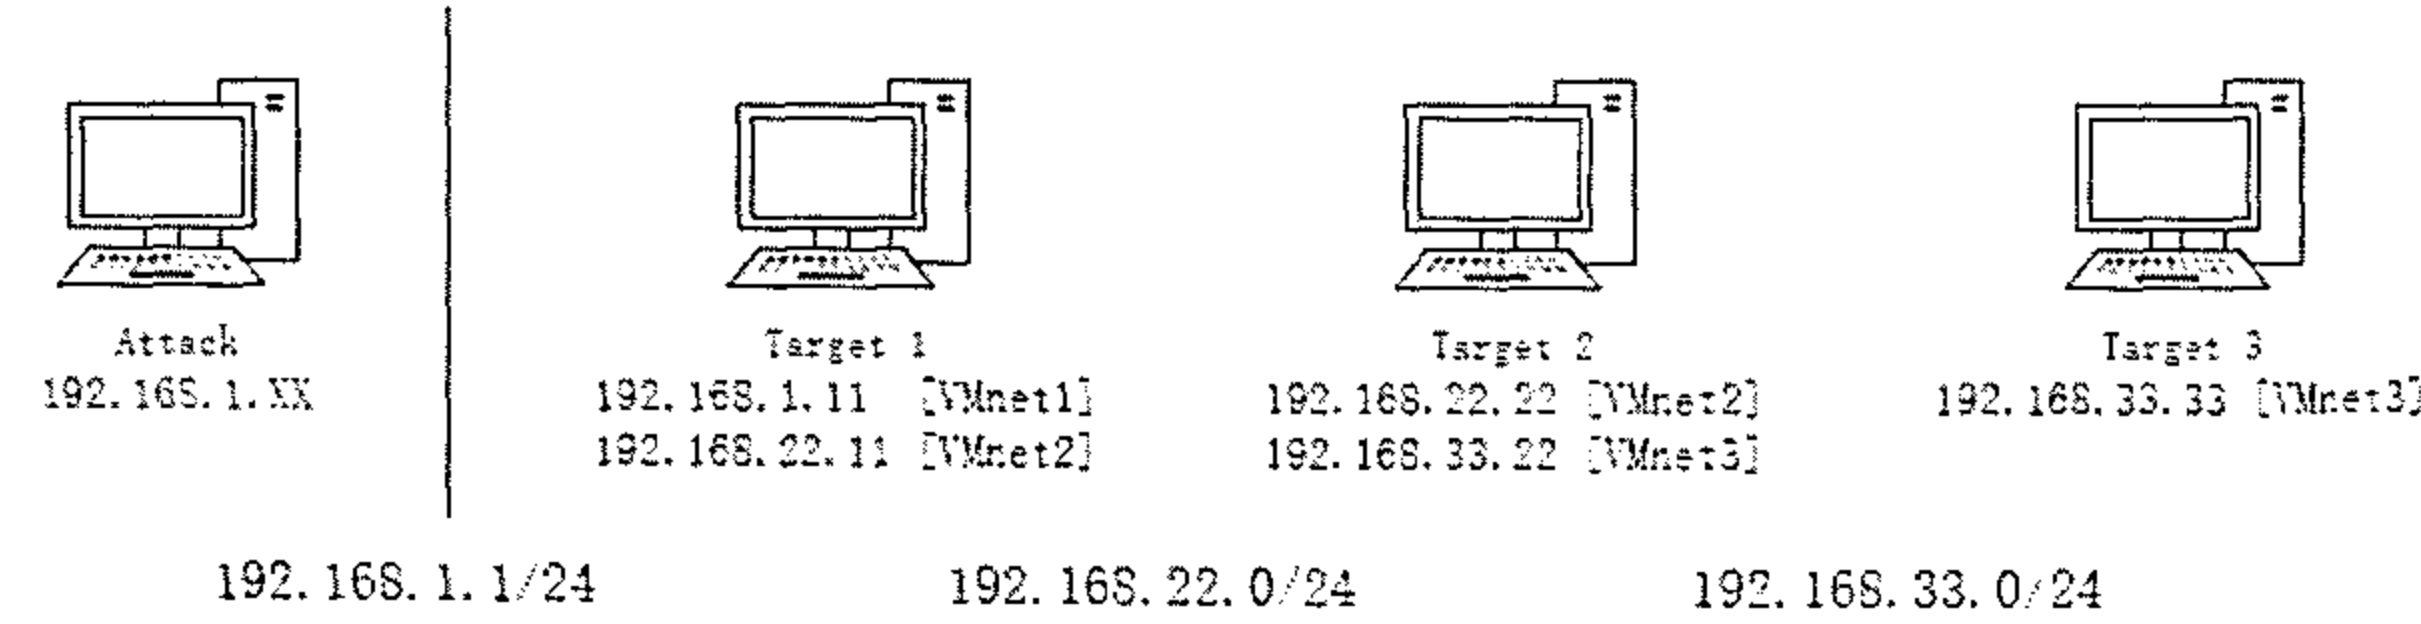 Attack
192.168.1.XX
Target 1
192.168.1.11 [VMnet1]
192.168.22.11 [VMnet2]
Target 2
192.168.22.22 [VMnet2]
192.168.33.22 [VMnet3]
Target 3
192.168.33.33 [VMnet3]
192.168.1.1/24
192.168.22.0/24
192.168.33.0/24